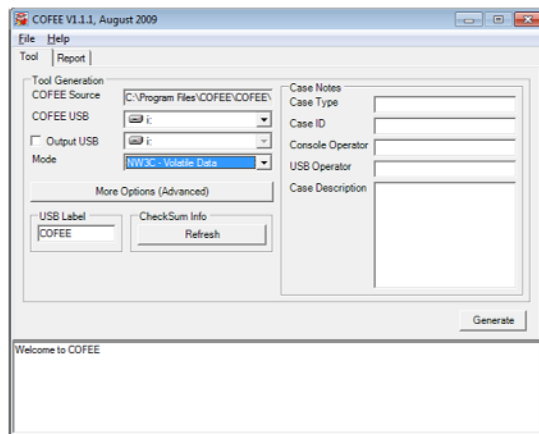 COFEE V1.1.1, August 2009
File Help
Tool Report
Tool Generation
COFEE Source C:\Program Files\COFEE\COFEE\
COFEE USB i:
Output USB i:
Mode NW3C - Volatile Data
More Options (Advanced)
USB Label
COFEE
CheckSum Info
Refresh
Case Notes
Case Type
Case ID
Console Operator
USB Operator
Case Description
Generate
Welcome to COFEE